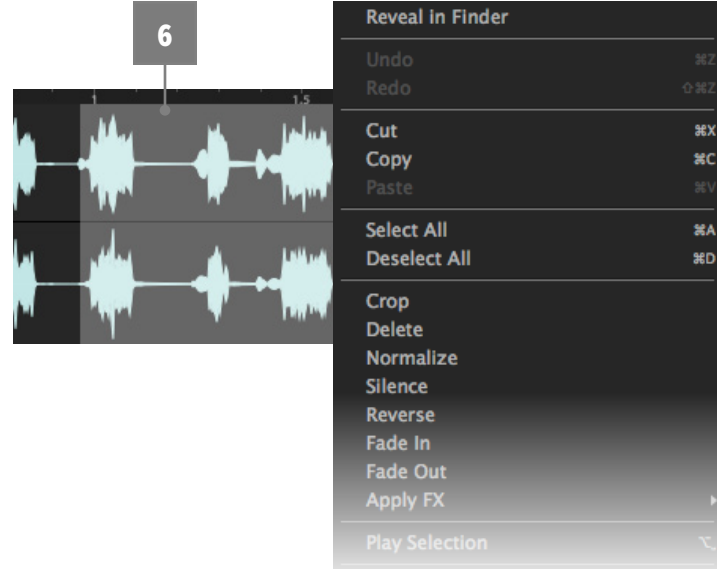 6
1
1.5
Reveal in Finder
Undo ⌘Z
Redo ⇧⌘Z
Cut ⌘X
Copy ⌘C
Paste ⌘V
Select All ⌘A
Deselect All ⌘D
Crop
Delete
Normalize
Silence
Reverse
Fade In
Fade Out
Apply FX
Play Selection